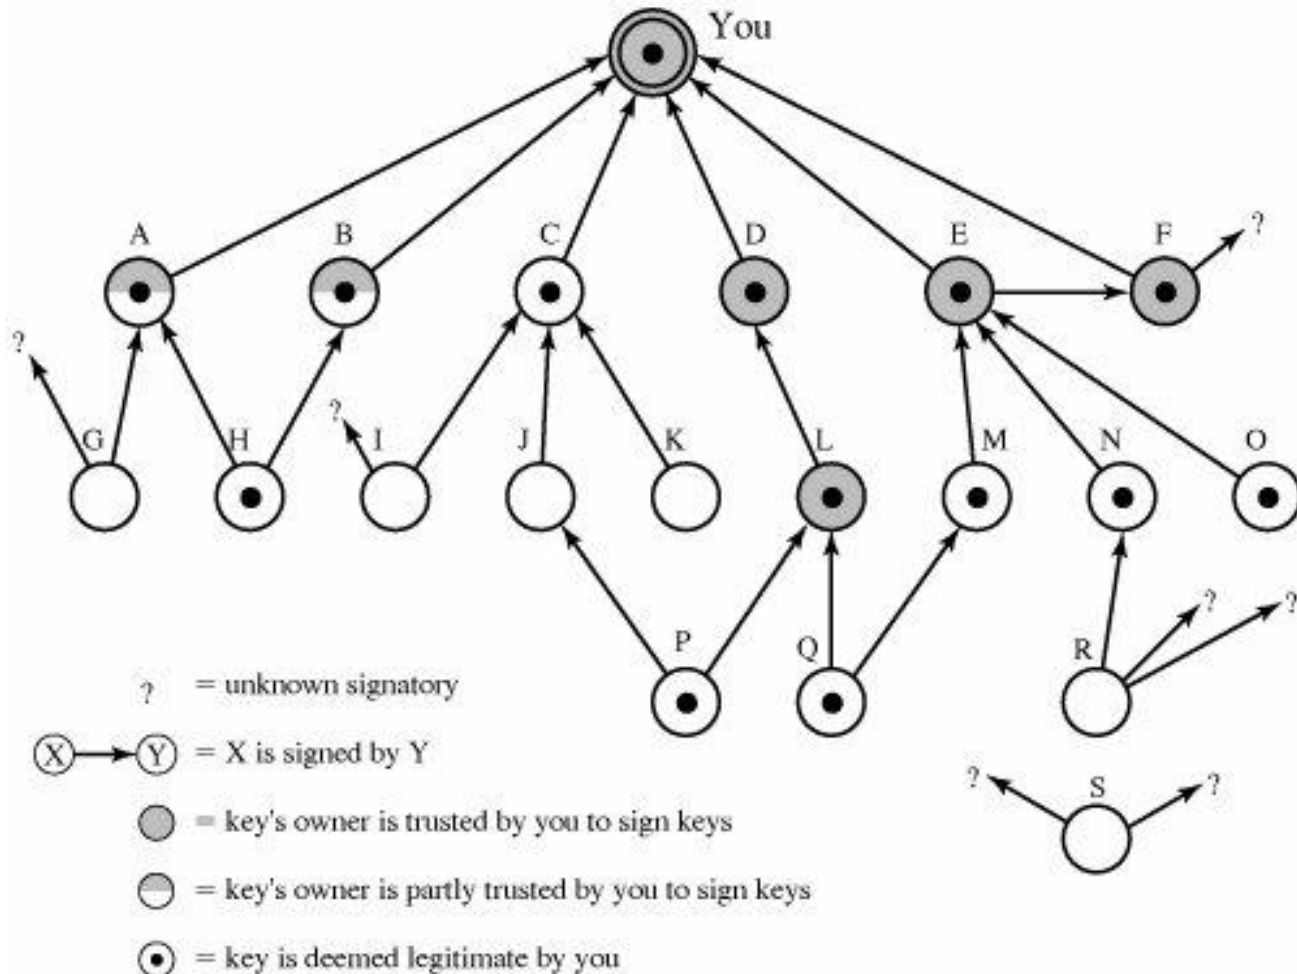 You
A B C D E F ?
?
G H ? I J K L M N O
P Q R ? ?
? = unknown signatory
X Y = X is signed by Y
? S ?
= key's owner is trusted by you to sign keys
= key's owner is partly trusted by you to sign keys
= key is deemed legitimate by you